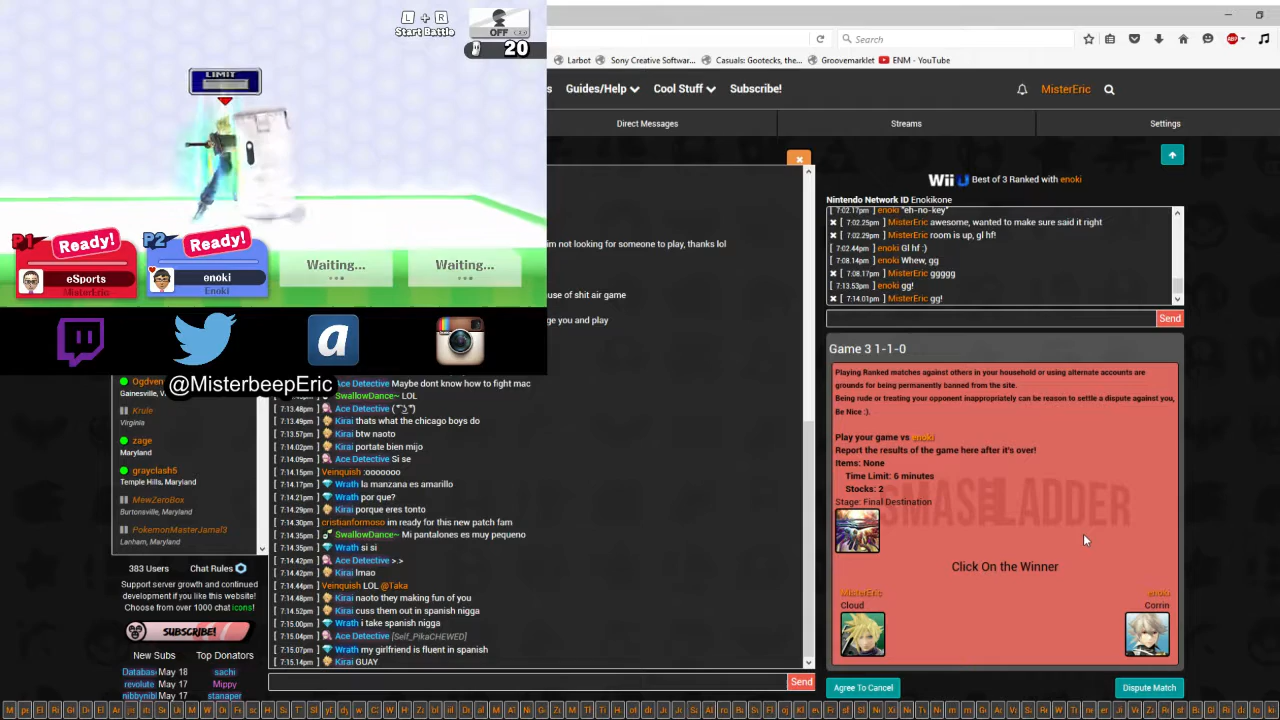 L + R
Start Battle
OFF
20
LIMIT
P1 Ready!
eSports
MisterEric
P2 Ready!
enoki
Enoki
Waiting...
Waiting...
@MisterbeepEric
Search
Larbot
Sony Creative Softwar...
Casuals: Gootecks, the...
Groovemarklet
ENM - YouTube
Guides/Help
Cool Stuff
Subscribe!
MisterEric
Direct Messages
Streams
Settings
im not looking for someone to play, thanks lol
use of shit air game
ge you and play
Ogdven
Gainesville, V
Krule
Virginia
zage
Maryland
grayclash5
Temple Hills, Maryland
MewZeroBox
Burtonsville, Maryland
PokemonMasterJamal3
Lanham, Maryland
383 Users
Chat Rules
Support server growth and continued
development if you like this website!
Choose from over 1000 chat icons!
SUBSCRIBE!
New Subs
Top Donators
Databas May 18 sachi
revolute May 17 Mippy
nibbynibl May 17 stanaper
Ace Detective Maybe dont know how to fight mac
SwallowDance~ LOL
[ 7:13.48pm ] Ace Detective
[ 7:13.49pm ] Kirai thats what the chicago boys do
[ 7:13.57pm ] Kirai btw naoto
[ 7:14.02pm ] Kirai portate bien mijo
[ 7:14.09pm ] Ace Detective Si se
[ 7:14.15pm ] Veinquish :ooooooo
[ 7:14.17pm ] Wrath la manzana es amarillo
[ 7:14.21pm ] Wrath por que?
[ 7:14.29pm ] Kirai porque eres tonto
[ 7:14.30pm ] cristianformoso im ready for this new patch fam
[ 7:14.35pm ] SwallowDance~ Mi pantalones es muy pequeno
[ 7:14.35pm ] Wrath si si
[ 7:14.42pm ] Ace Detective >.>
[ 7:14.42pm ] Kirai lmao
[ 7:14.44pm ] Veinquish LOL @Taka
[ 7:14.48pm ] Kirai naoto they making fun of you
[ 7:14.52pm ] Kirai cuss them out in spanish nigga
[ 7:15.00pm ] Wrath i take spanish nigga
[ 7:15.04pm ] Ace Detective [Self_PikaCHEWED]
[ 7:15.07pm ] Wrath my girlfriend is fluent in spanish
[ 7:15.14pm ] Kirai GUAY
Send
Wii U Best of 3 Ranked with enoki
Nintendo Network ID Enokikone
[ 7:02.17pm ] enoki "eh-no-key"
[ 7:02.25pm ] MisterEric awesome, wanted to make sure said it right
[ 7:02.29pm ] MisterEric room is up, gl hf!
[ 7:02.44pm ] enoki Gl hf :)
[ 7:08.14pm ] enoki Whew, gg
[ 7:08.17pm ] MisterEric ggggg
[ 7:13.53pm ] enoki gg!
[ 7:14.01pm ] MisterEric gg!
Send
Game 3 1-1-0
Playing Ranked matches against others in your household or using alternate accounts are
grounds for being permanently banned from the site.
Being rude or treating your opponent inappropriately can be reason to settle a dispute against you,
Be Nice :).
Play your game vs enoki
Report the results of the game here after it's over!
Items: None
Time Limit: 6 minutes
Stocks: 2
Stage: Final Destination
SMASHLADDER
Click On the Winner
MisterEric
Cloud
enoki
Corrin
Agree To Cancel
Dispute Match